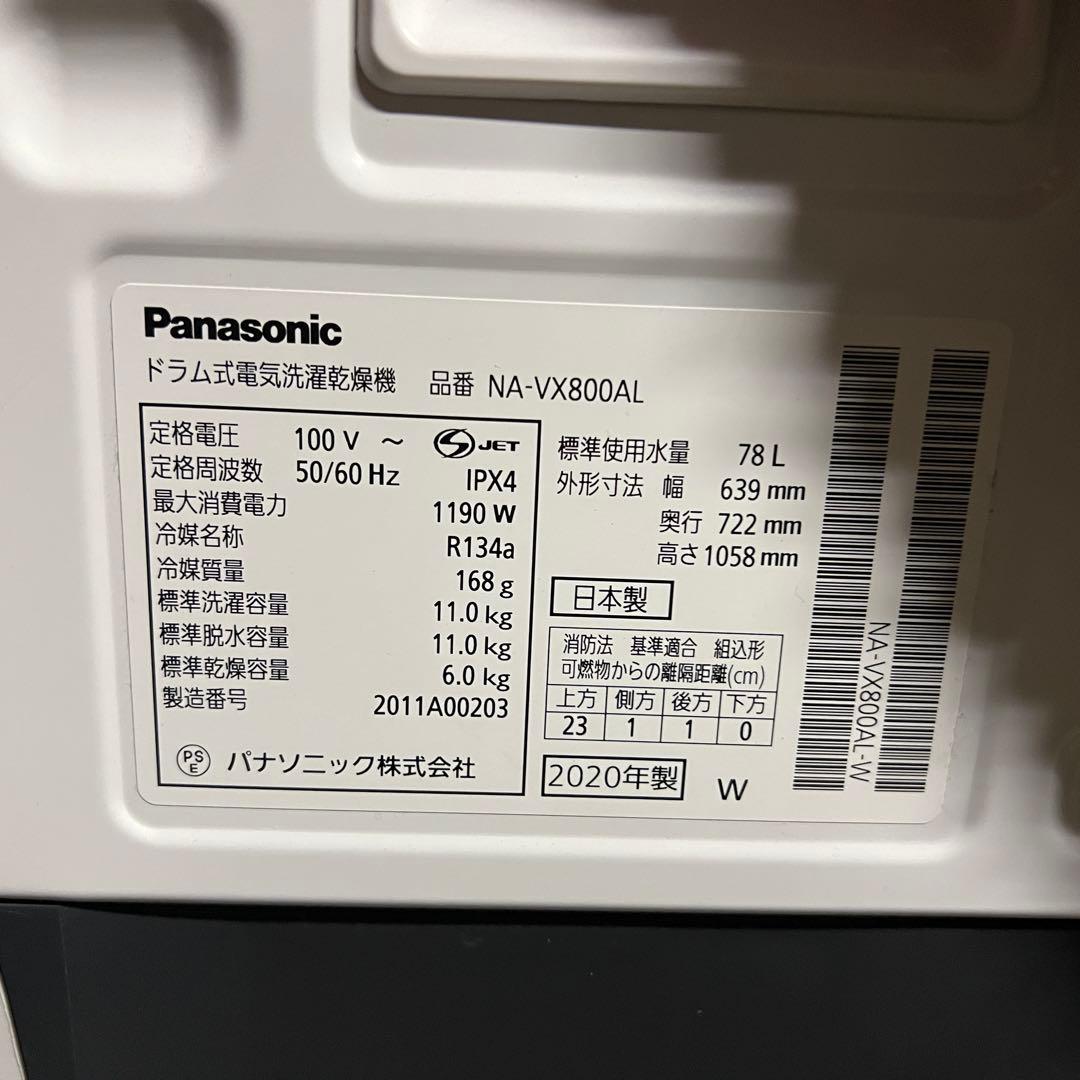 Panasonic
ドラム式電気洗濯乾燥機 品番 NA-VX800AL
定格電圧 100 V ～ S JET
定格周波数 50/60 Hz IPX4
最大消費電力 1190 W
冷媒名称 R134a
冷媒質量 168 g
標準洗濯容量 11.0 kg
標準脱水容量 11.0 kg
標準乾燥容量 6.0 kg
製造番号 2011A00203
PS E パナソニック株式会社
標準使用水量 78 L
外形寸法 幅 639 mm
奥行 722 mm
高さ 1058 mm
日本製
消防法 基準適合 組込形
可燃物からの離隔距離(cm)
上方 側方 後方 下方
23 1 1 0
2020年製 W
NA-VX800AL-W